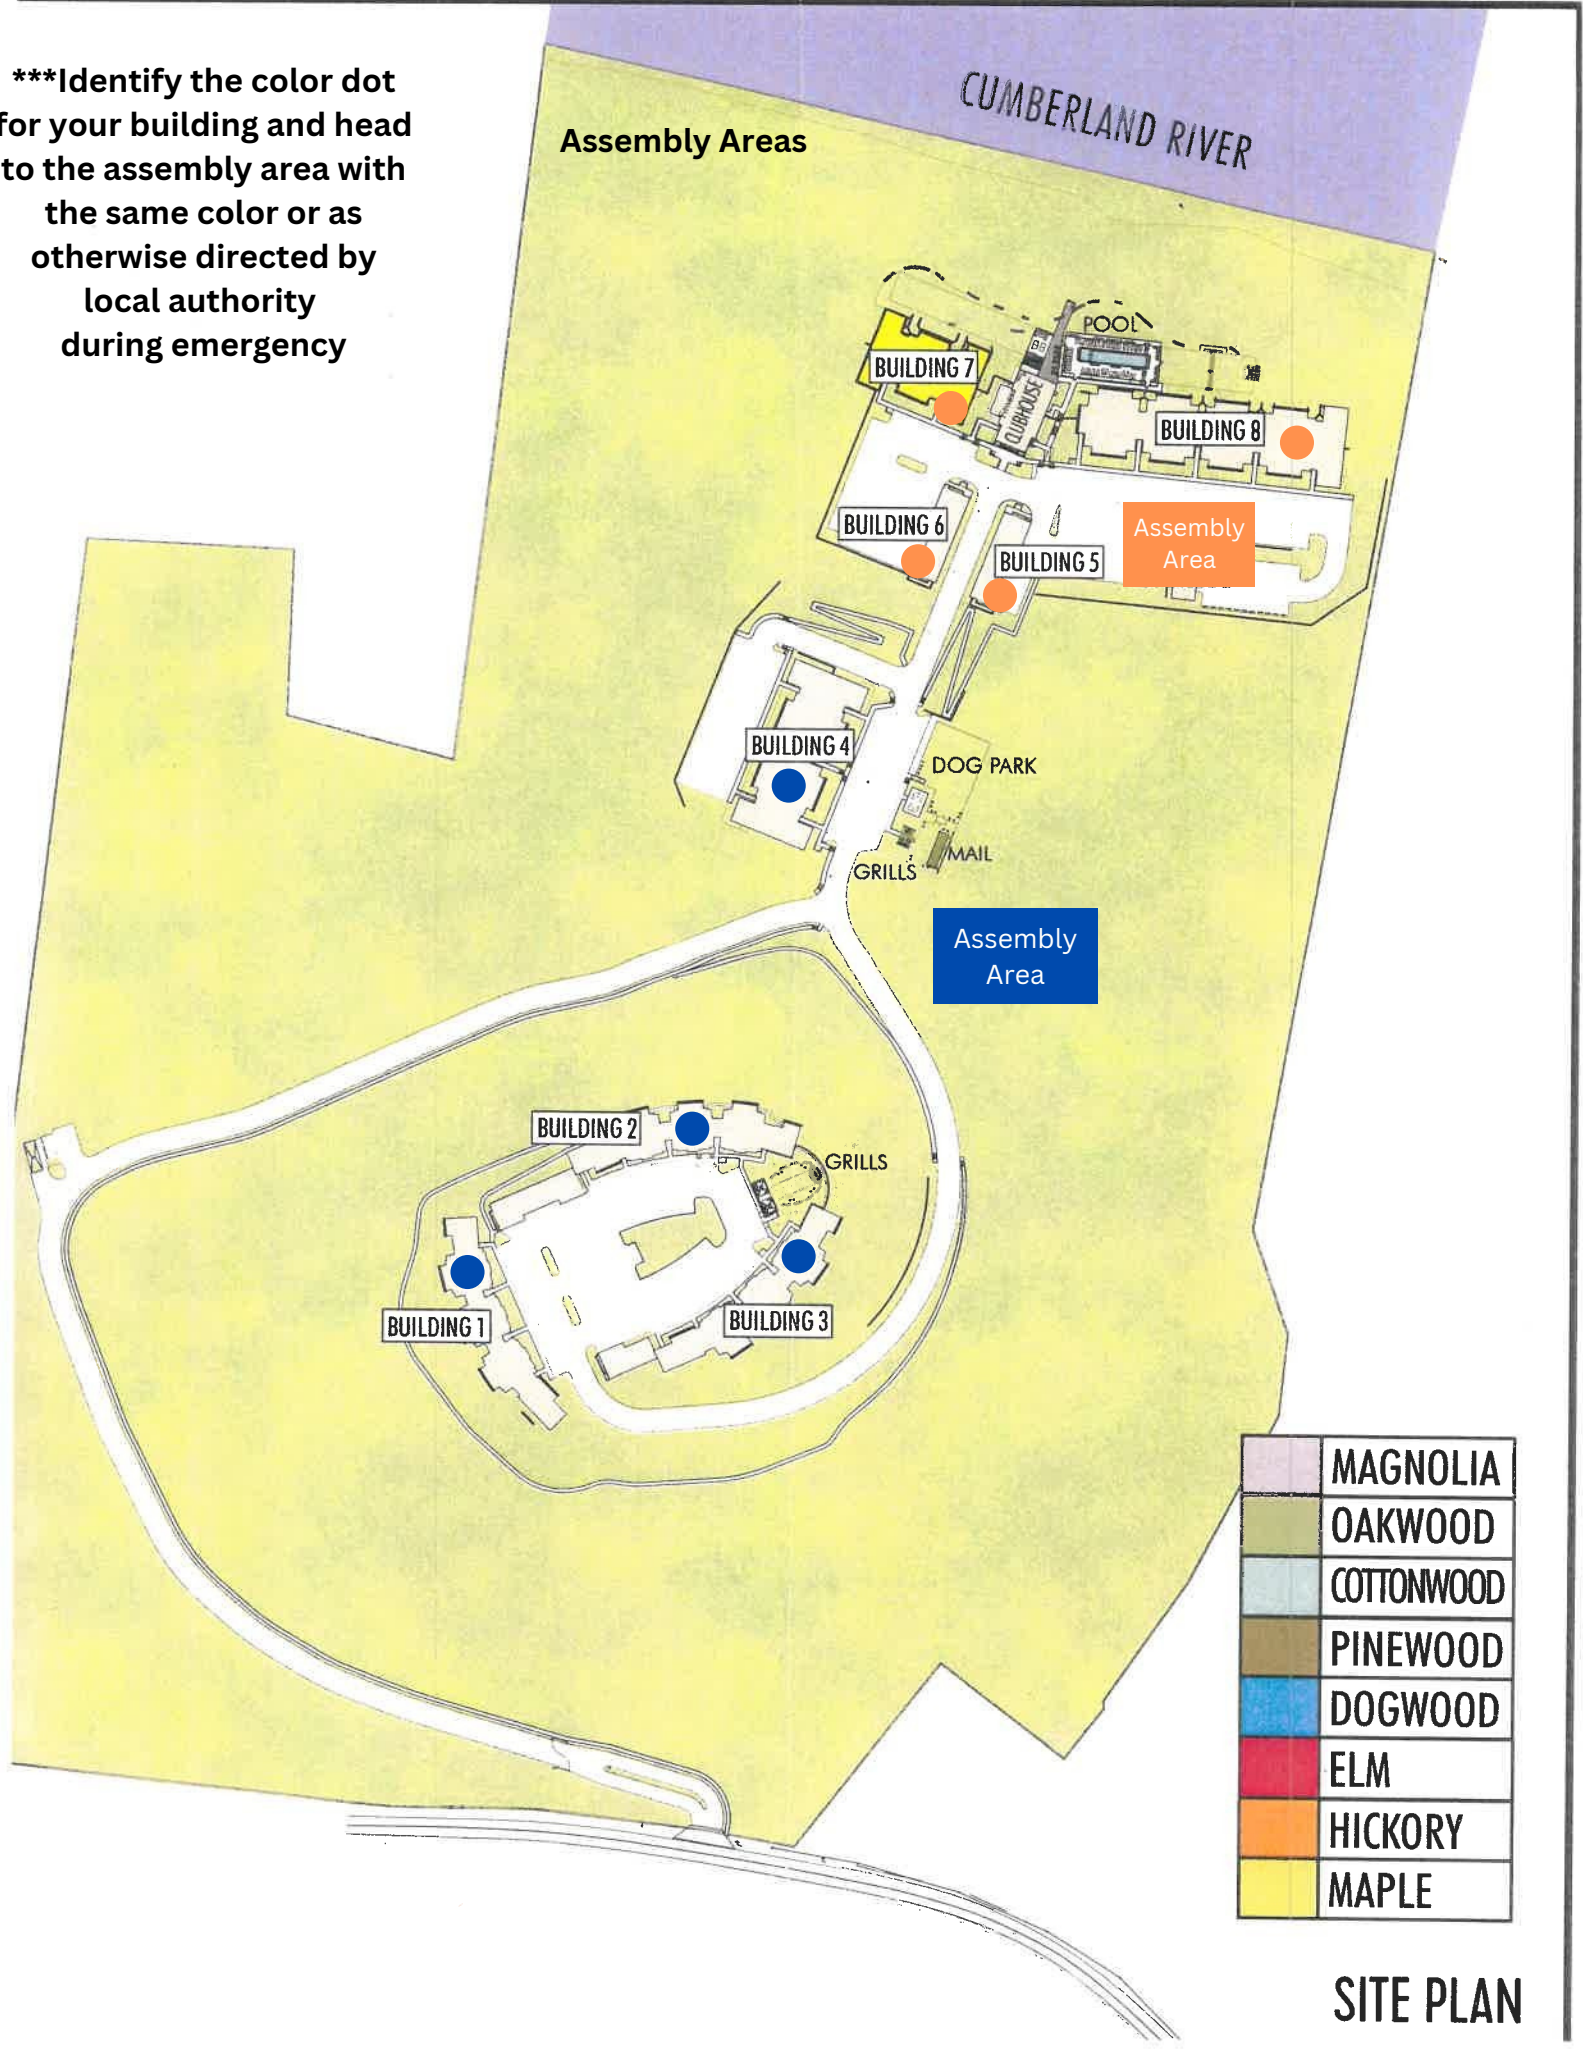 ***Identify the color dot
for your building and head
to the assembly area with
the same color or as
otherwise directed by
local authority
during emergency
Assembly Areas
CUMBERLAND RIVER
POOL
BUILDING 7
CLUBHOUSE
BUILDING 8
BUILDING 6
BUILDING 5
Assembly
Area
BUILDING 4
DOG PARK
MAIL
GRILLS
Assembly
Area
BUILDING 2
GRILLS
BUILDING 1
BUILDING 3
MAGNOLIA
OAKWOOD
COTTONWOOD
PINEWOOD
DOGWOOD
ELM
HICKORY
MAPLE
SITE PLAN